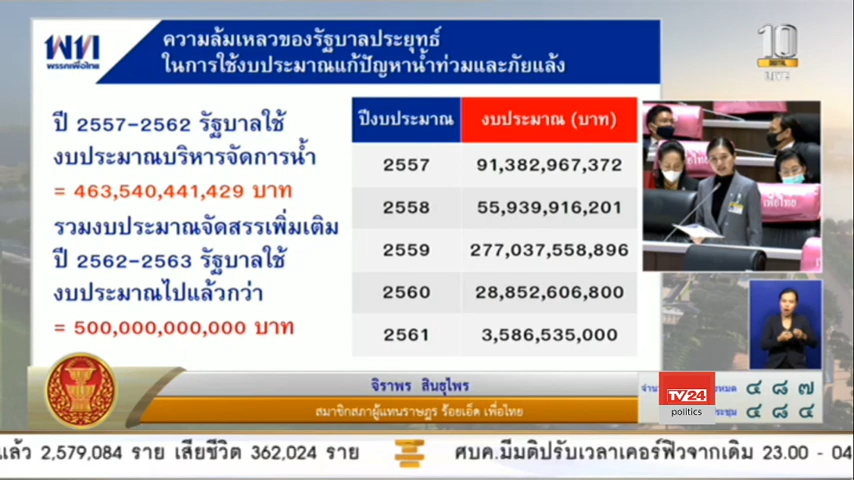 พท
พรรคเพื่อไทย
ความล้มเหลวของรัฐบาลประยุทธ์
ในการใช้งบประมาณแก้ปัญหาน้ำท่วมและภัยแล้ง
10
DIGITAL
LIVE
ปี 2557-2562 รัฐบาลใช้
งบประมาณบริหารจัดการน้ำ
= 463,540,441,429 บาท
รวมงบประมาณจัดสรรเพิ่มเติม
ปี 2562-2563 รัฐบาลใช้
งบประมาณไปแล้วกว่า
= 500,000,000,000 บาท
ปีงบประมาณ งบประมาณ (บาท)
2557 91,382,967,372
2558 55,939,916,201
2559 277,037,558,896
2560 28,852,606,800
2561 3,586,535,000
เพื่อไทย
จิราพร สินธุไพร
สมาชิกสภาผู้แทนราษฎร ร้อยเอ็ด เพื่อไทย
๔๘๗
๔๘๔
TV24
politics
แล้ว 2,579,084 ราย เสียชีวิต 362,024 ราย ศบค.มีมติปรับเวลาเคอร์ฟิวจากเดิม 23.00 - 04